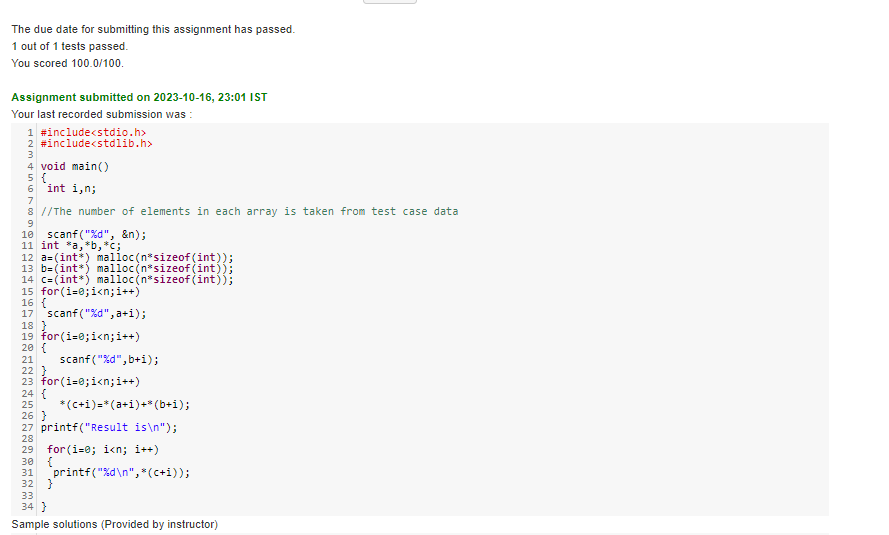 The due date for submitting this assignment has passed.
1 out of 1 tests passed.
You scored 100.0/100.
Assignment submitted on 2023-10-16, 23:01 IST
Your last recorded submission was :
1 #include<stdio.h>
2 #include<stdlib.h>
3
4 void main()
5 {
6  int i,n;
7
8 //The number of elements in each array is taken from test case data
9
10  scanf("%d", &n);
11 int *a,*b,*c;
12 a=(int*) malloc(n*sizeof(int));
13 b=(int*) malloc(n*sizeof(int));
14 c=(int*) malloc(n*sizeof(int));
15 for(i=0;i<n;i++)
16 {
17  scanf("%d",a+i);
18 }
19 for(i=0;i<n;i++)
20 {
21    scanf("%d",b+i);
22 }
23 for(i=0;i<n;i++)
24 {
25    *(c+i)=*(a+i)+*(b+i);
26 }
27 printf("Result is\n");
28
29  for(i=0; i<n; i++)
30  {
31   printf("%d\n",*(c+i));
32  }
33
34 }
Sample solutions (Provided by instructor)